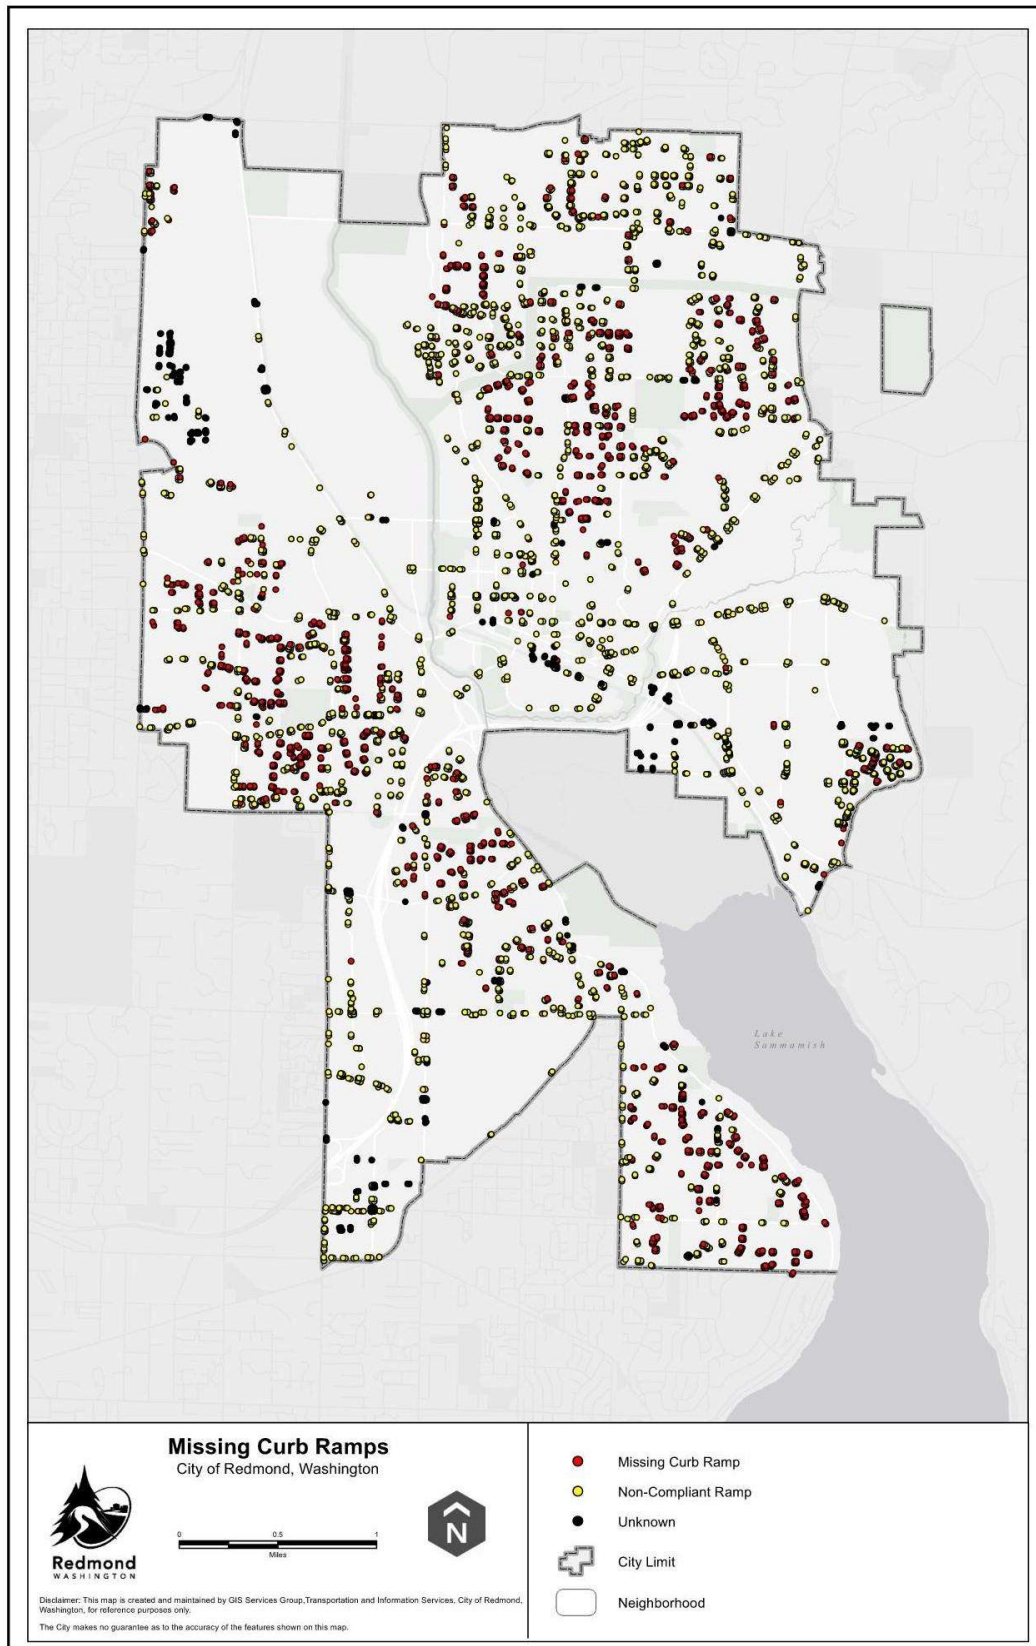 Lake
Sammamish
Missing Curb Ramps
City of Redmond, Washington
0 0.5 1
Miles
N
Redmond
WASHINGTON
Disclaimer: This map is created and maintained by GIS Services Group,Transportation and Information Services, City of Redmond,
Washington, for reference purposes only.
The City makes no guarantee as to the accuracy of the features shown on this map.
Missing Curb Ramp
Non-Compliant Ramp
Unknown
City Limit
Neighborhood